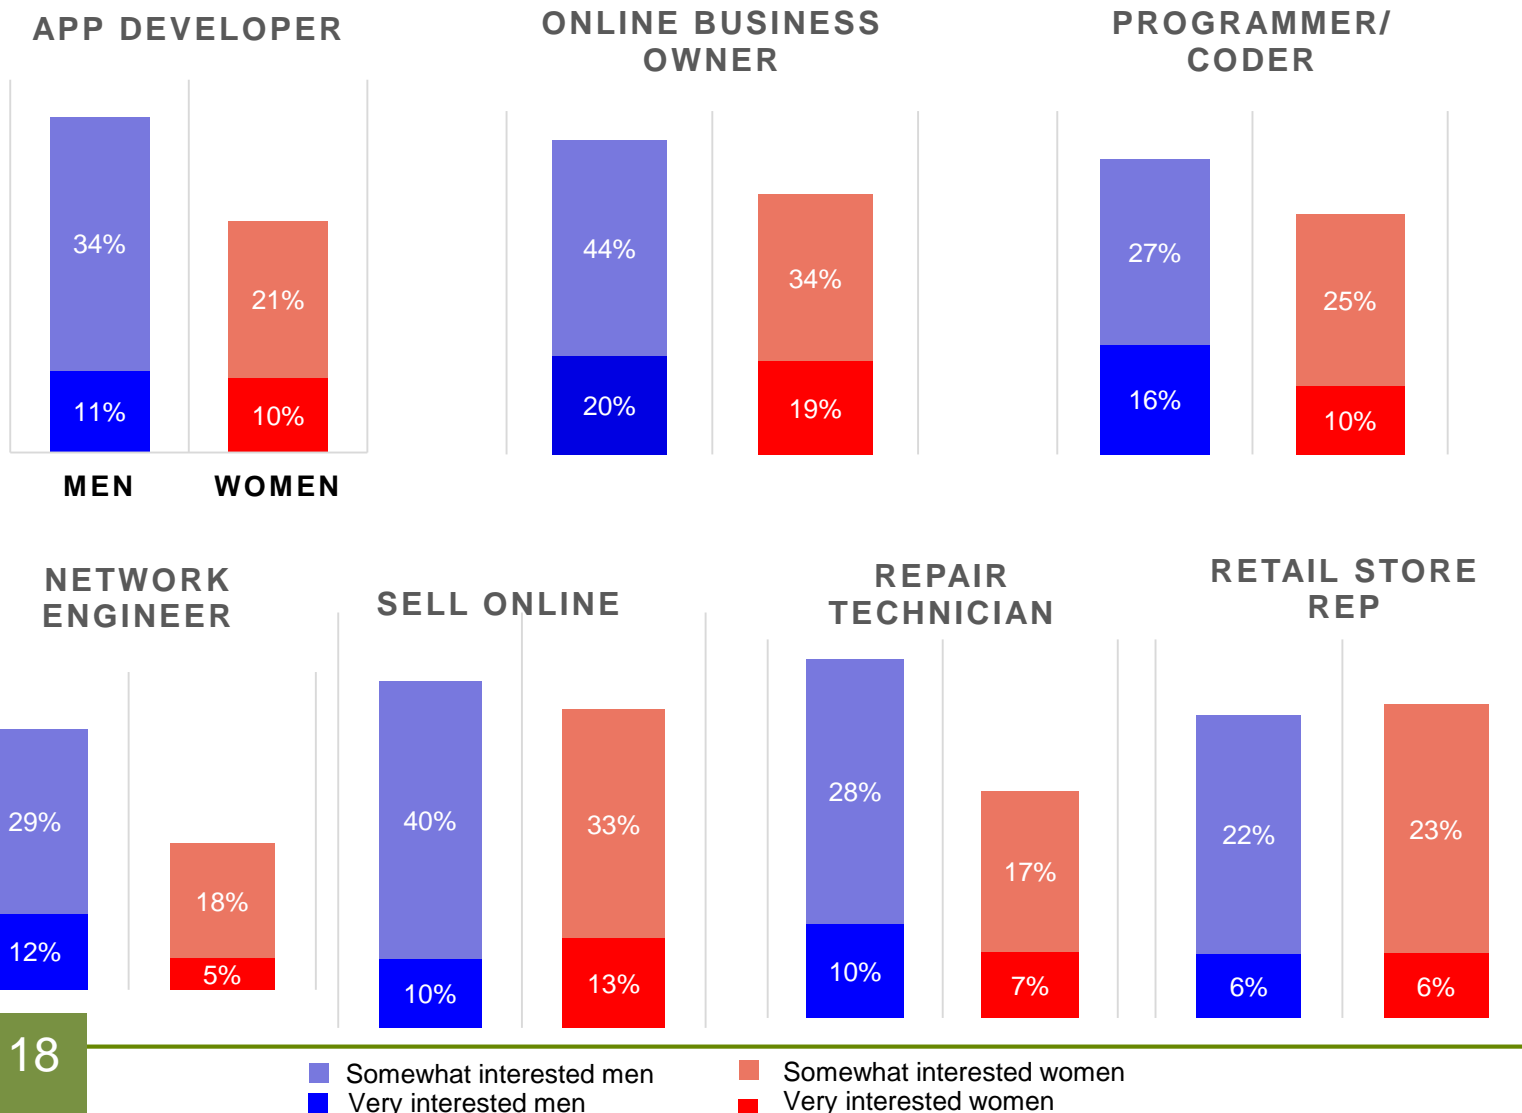 APP DEVELOPER
34%
21%
11%
10%
MEN WOMEN
ONLINE BUSINESS
OWNER
44%
34%
20%
19%
PROGRAMMER/
CODER
27%
25%
16%
10%
NETWORK
ENGINEER
29%
18%
12%
5%
SELL ONLINE
40%
33%
10%
13%
REPAIR
TECHNICIAN
28%
17%
10%
7%
RETAIL STORE
REP
22%
23%
6%
6%
18
Somewhat interested men
Very interested men
Somewhat interested women
Very interested women